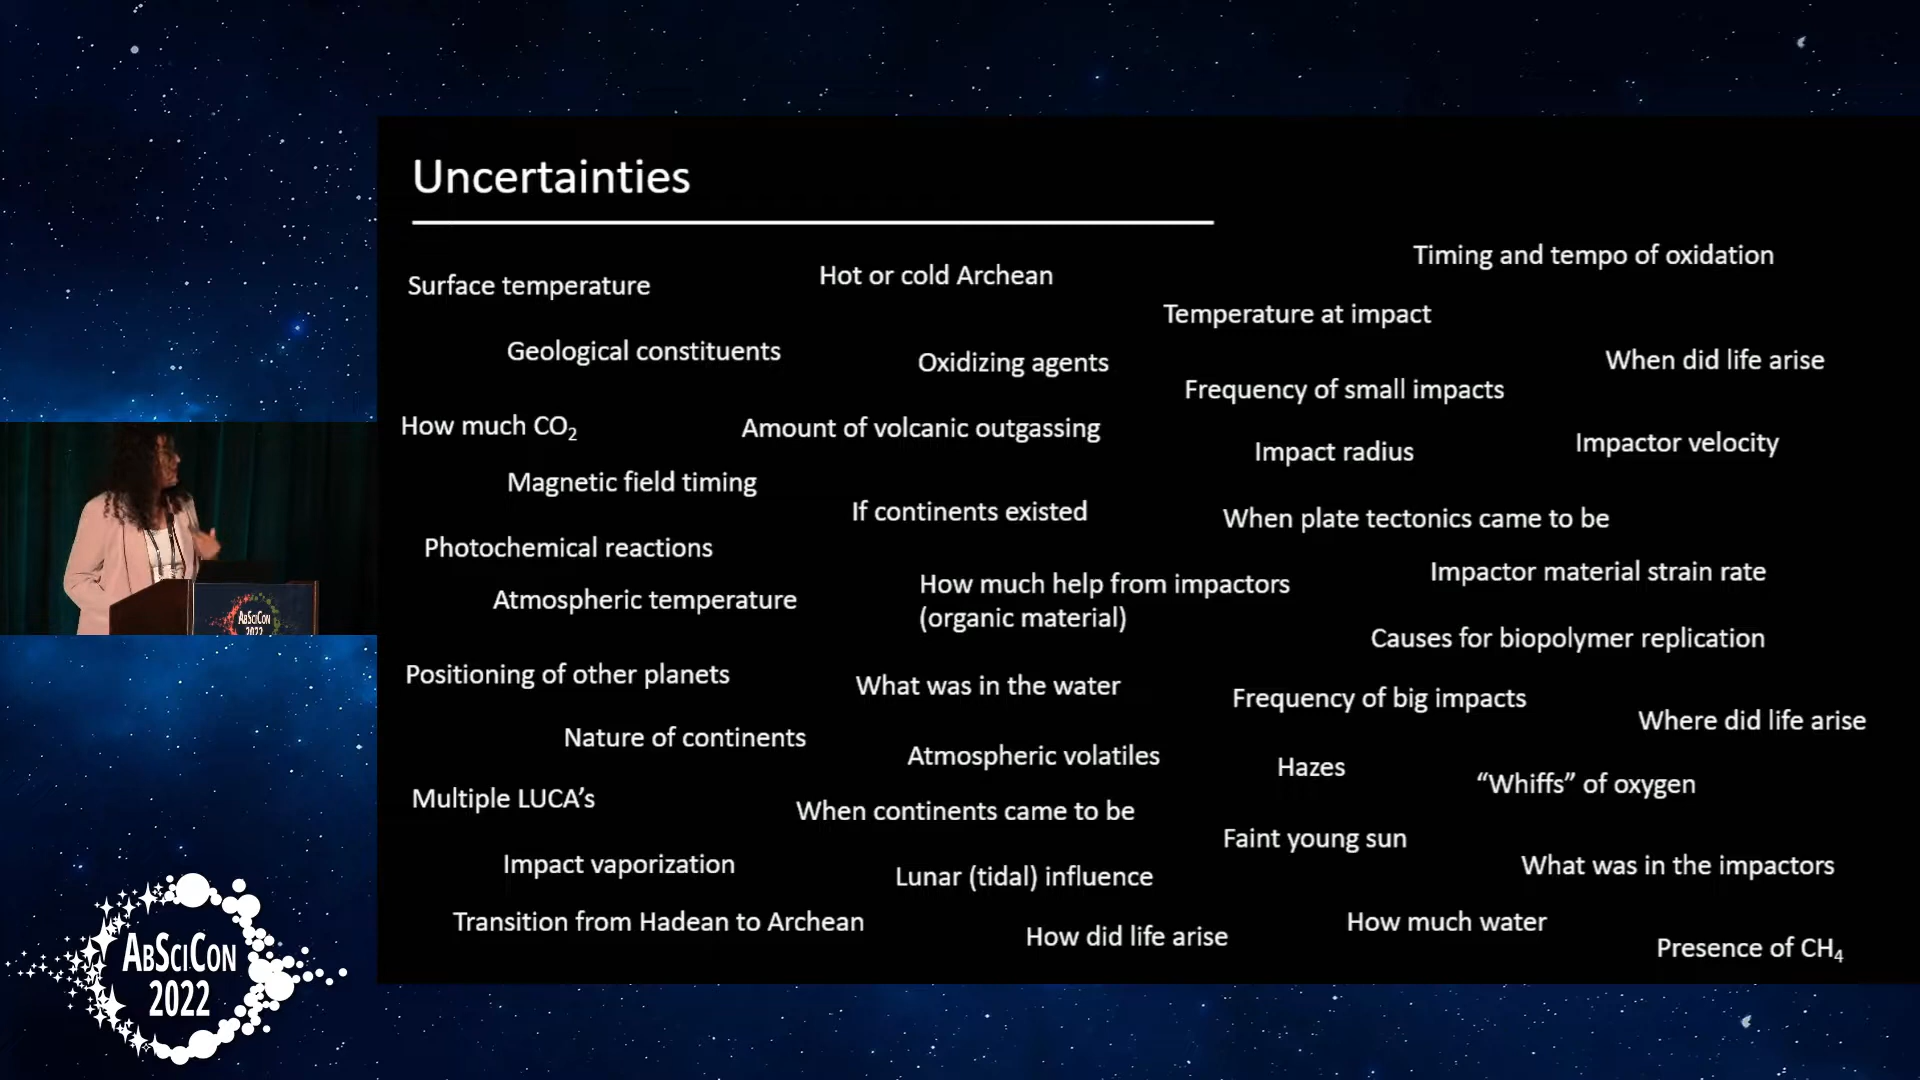 Uncertainties
Timing and tempo of oxidation
Hot or cold Archean
Surface temperature
Temperature at impact
Geological constituents
Oxidizing agents
When did life arise
Frequency of small impacts
How much CO₂
Amount of volcanic outgassing
Impact radius
Impactor velocity
Magnetic field timing
If continents existed
When plate tectonics came to be
Photochemical reactions
Impactor material strain rate
Atmospheric temperature
How much help from impactors
(organic material)
Causes for biopolymer replication
Positioning of other planets
What was in the water
Frequency of big impacts
Where did life arise
Nature of continents
Atmospheric volatiles
Hazes
“Whiffs” of oxygen
Multiple LUCA’s
When continents came to be
Faint young sun
Impact vaporization
Lunar (tidal) influence
What was in the impactors
Transition from Hadean to Archean
How did life arise
How much water
Presence of CH₄
ABSCICON
2022
ABSCICON
2022